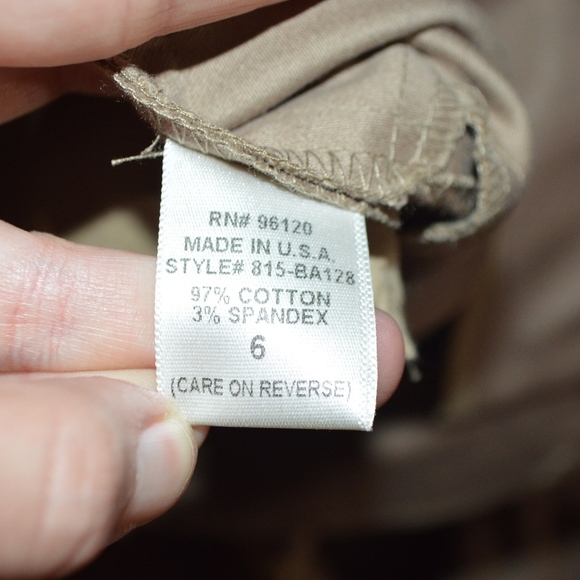 RN# 96120
MADE IN U.S.A.
STYLE# 815-BA128
97% COTTON
3% SPANDEX
6
(CARE ON REVERSE)